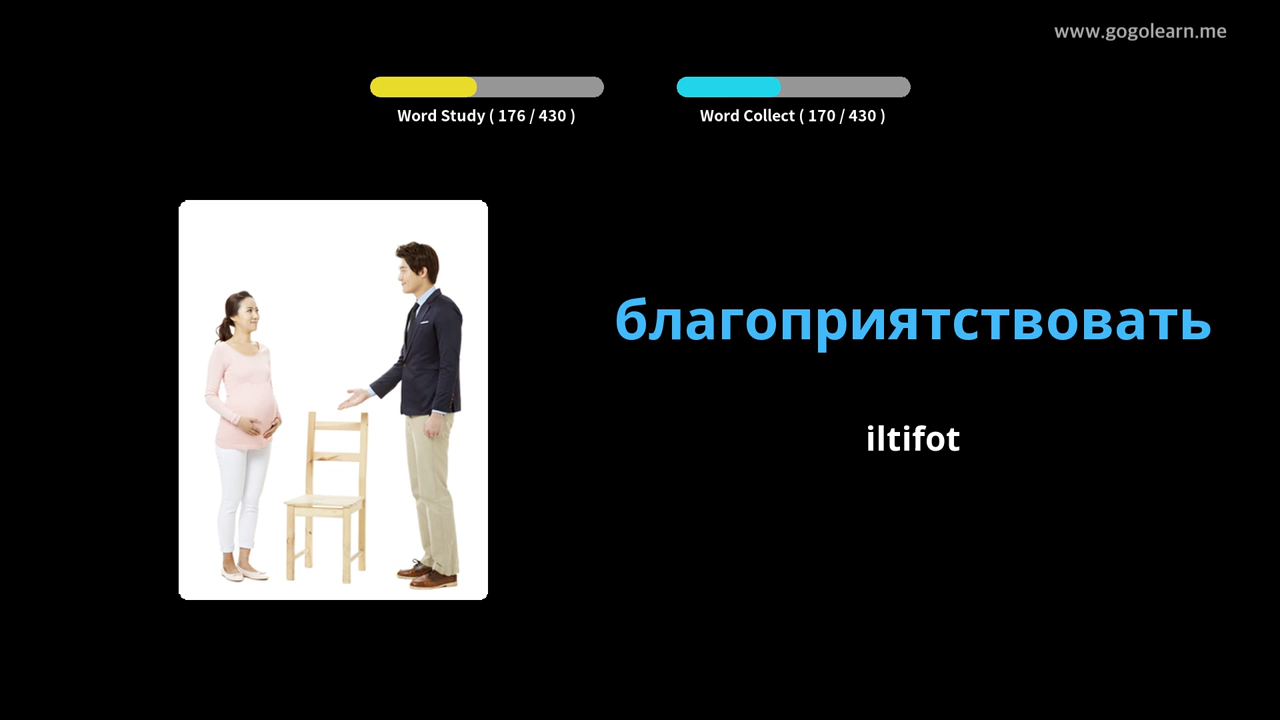 www.gogolearn.me
Word Study ( 176 / 430 )
Word Collect ( 170 / 430 )
благоприятствовать
iltifot